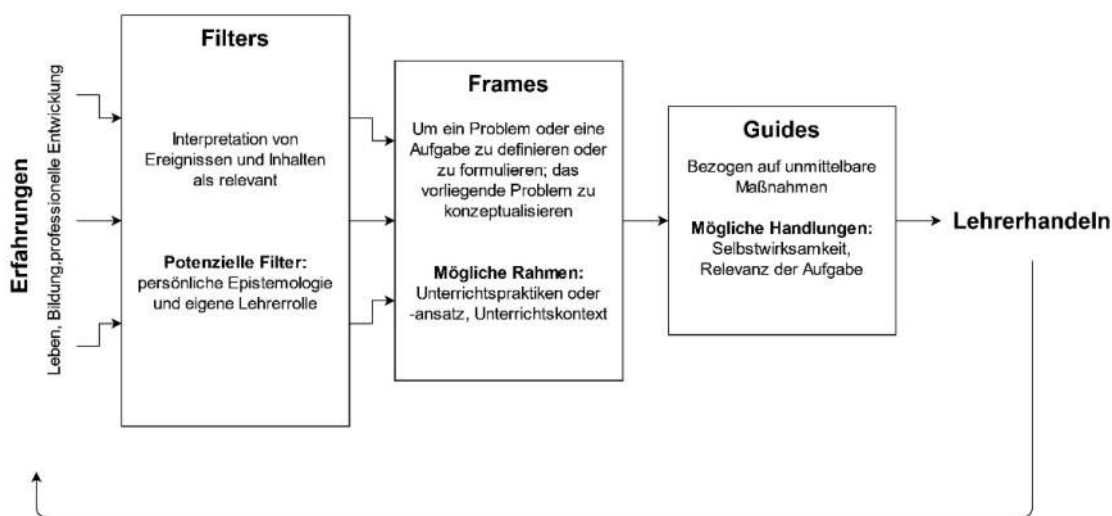 Erfahrungen
Leben, Bildung,professionelle Entwicklung
Filters
Interpretation von
Ereignissen und Inhalten
als relevant
Potenzielle Filter:
persönliche Epistemologie
und eigene Lehrerrolle
Frames
Um ein Problem oder eine
Aufgabe zu definieren oder
zu formulieren; das
vorliegende Problem zu
konzeptualisieren
Mögliche Rahmen:
Unterrichtspraktiken oder
-ansatz, Unterrichtskontext
Guides
Bezogen auf unmittelbare
Maßnahmen
Mögliche Handlungen:
Selbstwirksamkeit,
Relevanz der Aufgabe
Lehrerhandeln